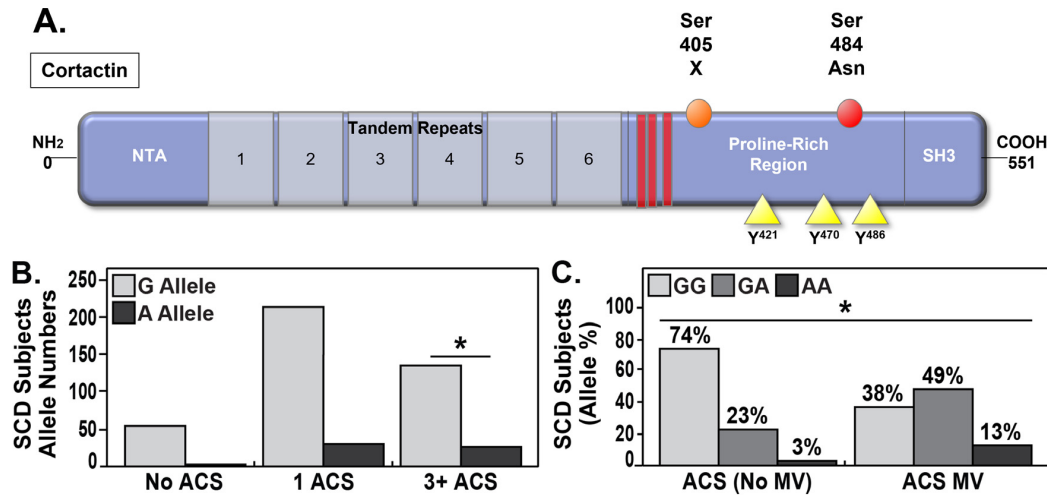 A.
Cortactin
Ser Ser
405 484
X Asn
NH2
0
NTA
Tandem Repeats
1 2 3 4 5 6
Proline-Rich
Region
SH3
COOH
551
Y421 Y470 Y486
B.
SCD Subjects
Allele Numbers
250
200
150
100
50
0
G Allele
A Allele
*
No ACS 1 ACS 3+ ACS
C.
SCD Subjects
(Allele %)
100
80
60
40
20
0
GG GA AA
*
74% 23% 3% 38% 49% 13%
ACS (No MV) ACS MV